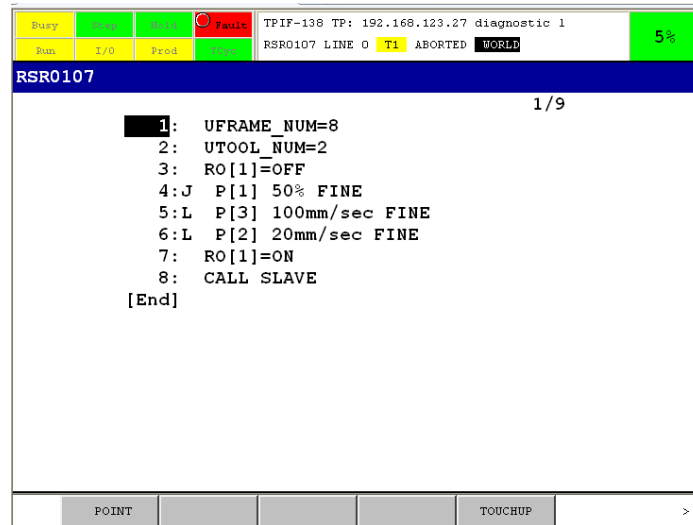 Busy Step Hold Fault TPIF-138 TP: 192.168.123.27 diagnostic 1
Run I/O Prod TCyc RSR0107 LINE 0 T1 ABORTED WORLD 5%
RSR0107
1/9
1: UFRAME_NUM=8
2: UTOOL_NUM=2
3: RO[1]=OFF
4:J P[1] 50% FINE
5:L P[3] 100mm/sec FINE
6:L P[2] 20mm/sec FINE
7: RO[1]=ON
8: CALL SLAVE
[End]
POINT TOUCHUP >